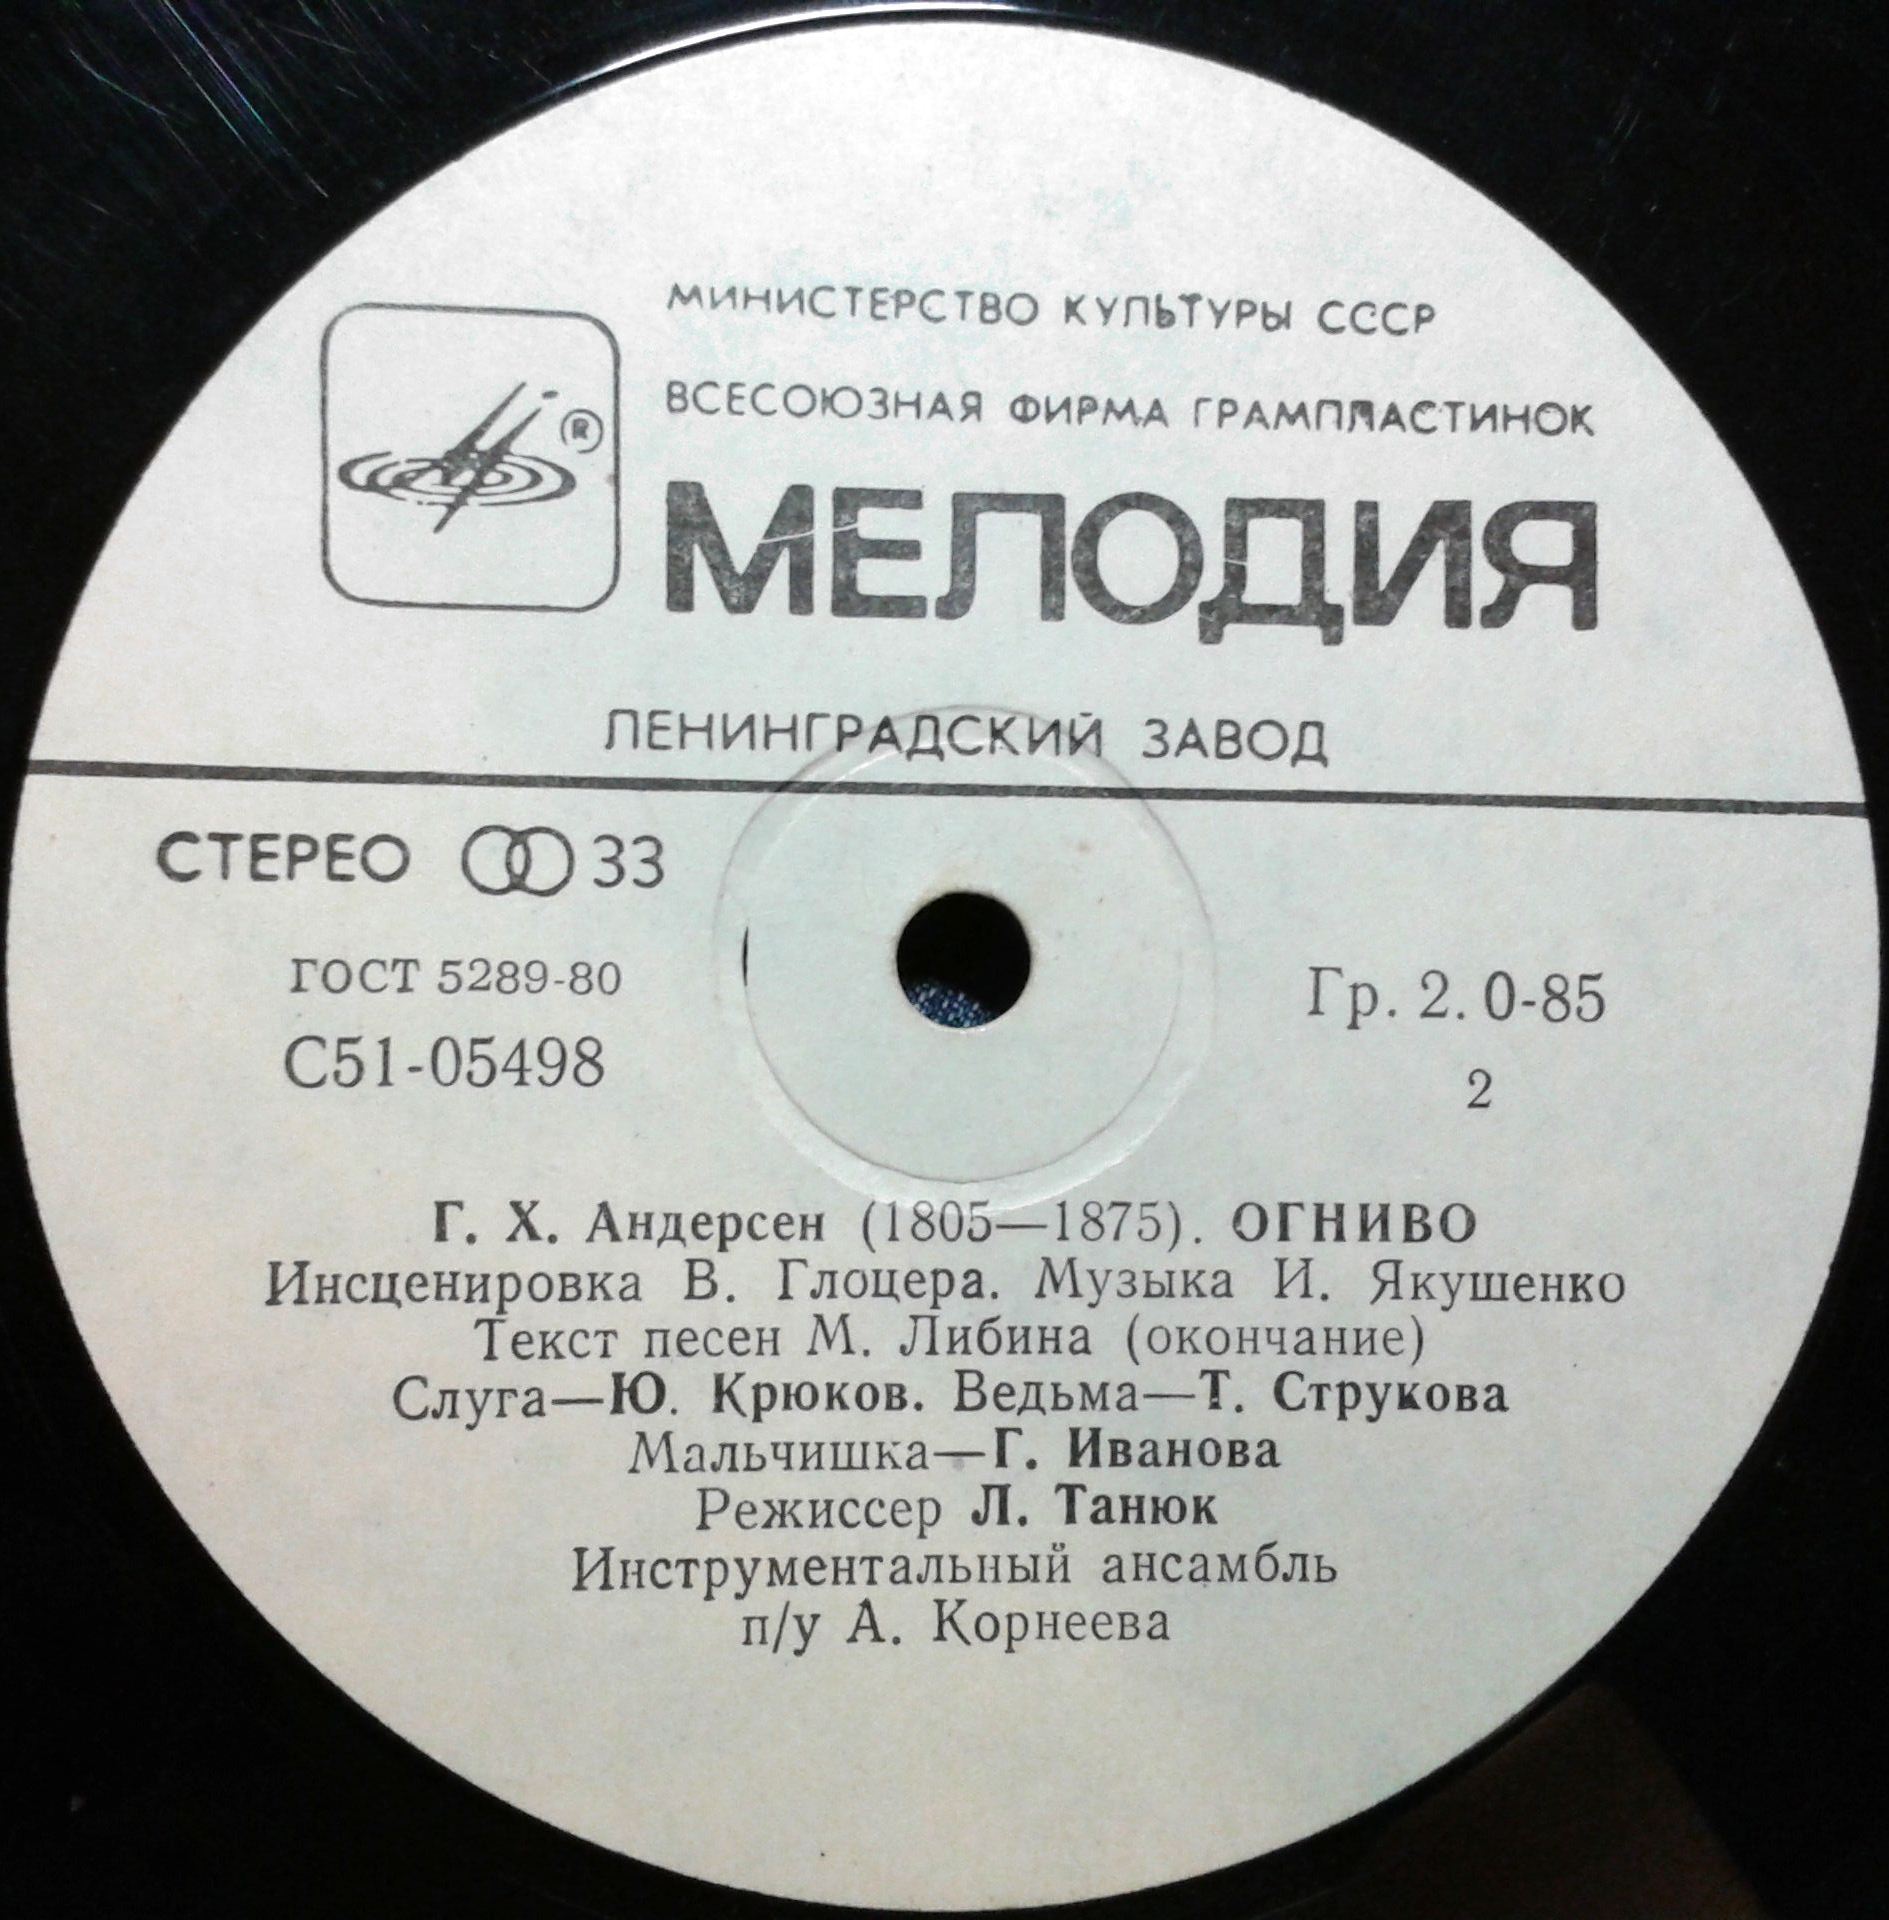 МИНИСТЕРСТВО КУЛЬТУРЫ СССР
ВСЕСОЮЗНАЯ ФИРМА ГРАМПЛАСТИНОК
®
МЕЛОДИЯ
ЛЕНИНГРАДСКИЙ ЗАВОД
СТЕРЕО 33
ГОСТ 5289-80
Гр. 2. 0-85
С51-05498
2
Г. Х. Андерсен (1805—1875). ОГНИВО
Инсценировка В. Глоцера. Музыка И. Якушенко
Текст песен М. Либина (окончание)
Слуга—Ю. Крюков. Ведьма—Т. Струкова
Мальчишка—Г. Иванова
Режиссер Л. Танюк
Инструментальный ансамбль
п/у А. Корнеева